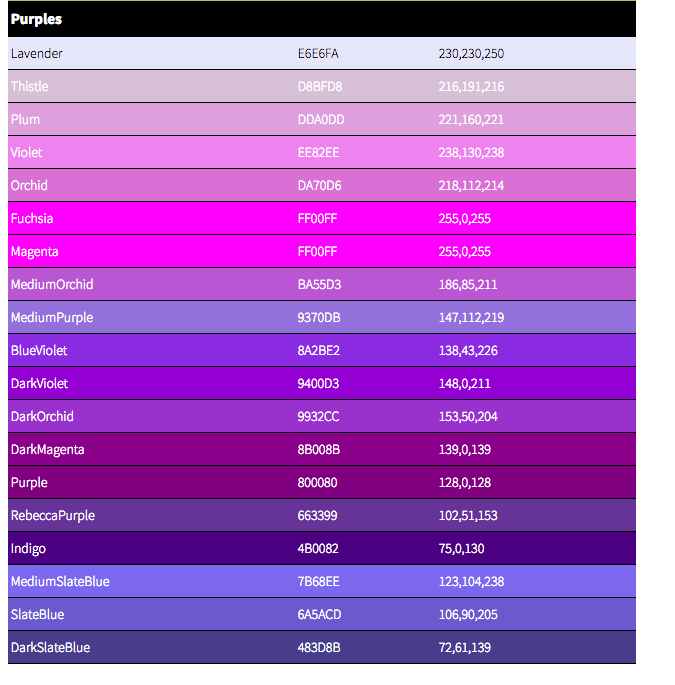 Purples
Lavender E6E6FA 230,230,250
Thistle D8BFD8 216,191,216
Plum DDA0DD 221,160,221
Violet EE82EE 238,130,238
Orchid DA70D6 218,112,214
Fuchsia FF00FF 255,0,255
Magenta FF00FF 255,0,255
MediumOrchid BA55D3 186,85,211
MediumPurple 9370DB 147,112,219
BlueViolet 8A2BE2 138,43,226
DarkViolet 9400D3 148,0,211
DarkOrchid 9932CC 153,50,204
DarkMagenta 8B008B 139,0,139
Purple 800080 128,0,128
RebeccaPurple 663399 102,51,153
Indigo 4B0082 75,0,130
MediumSlateBlue 7B68EE 123,104,238
SlateBlue 6A5ACD 106,90,205
DarkSlateBlue 483D8B 72,61,139